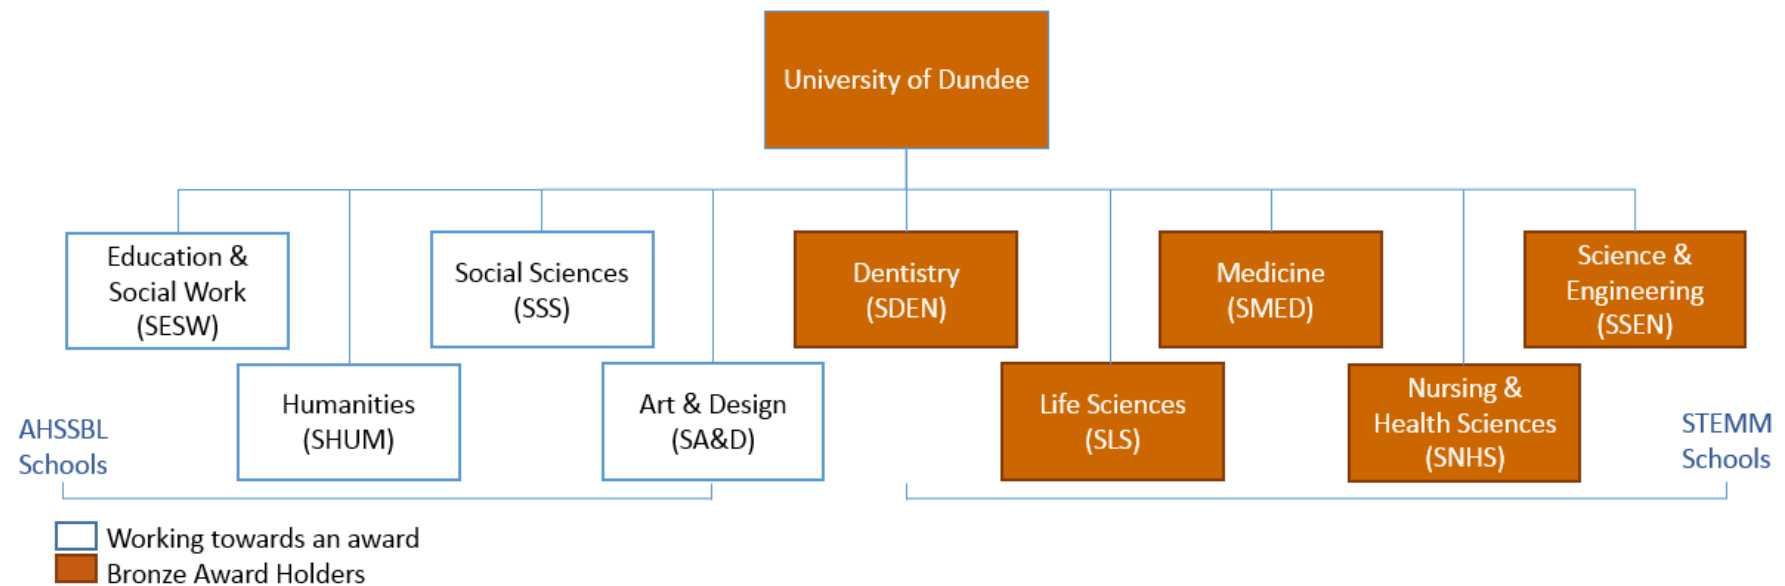 University of Dundee
Education &
Social Work
(SESW)
Social Sciences
(SSS)
Dentistry
(SDEN)
Medicine
(SMED)
Science &
Engineering
(SSEN)
Humanities
(SHUM)
Art & Design
(SA&D)
Life Sciences
(SLS)
Nursing &
Health Sciences
(SNHS)
AHSSBL
Schools
STEMM
Schools
Working towards an award
Bronze Award Holders